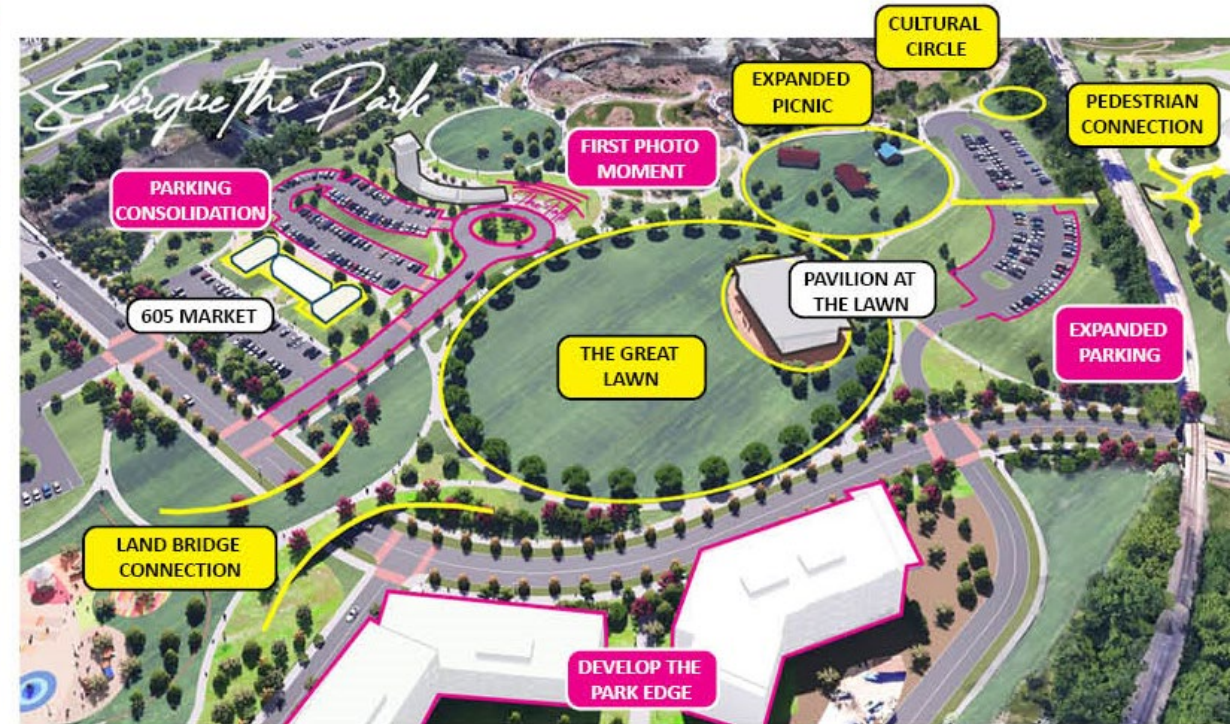 CULTURAL
CIRCLE
Energize the Park
EXPANDED
PICNIC
PEDESTRIAN
CONNECTION
FIRST PHOTO
MOMENT
PARKING
CONSOLIDATION
PAVILION AT
THE LAWN
605 MARKET
EXPANDED
PARKING
THE GREAT
LAWN
LAND BRIDGE
CONNECTION
DEVELOP THE
PARK EDGE